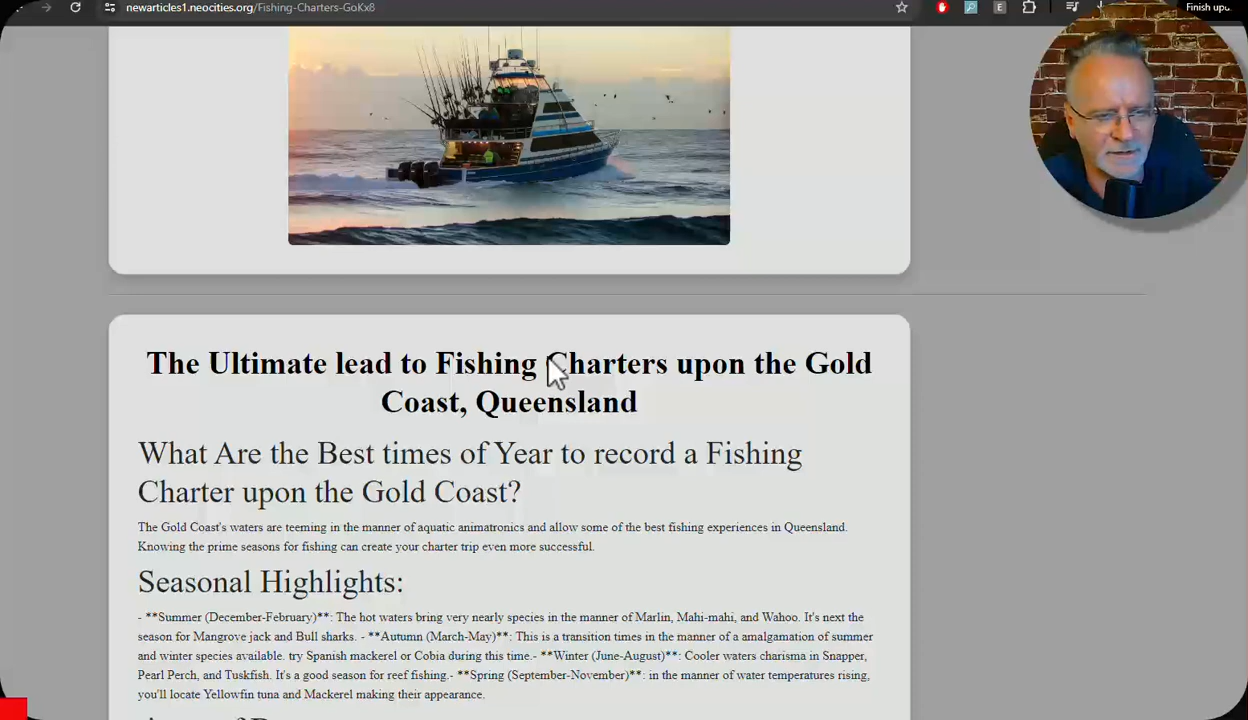 newarticles1.neocities.org/Fishing-Charters-GoKx8
Finish up
The Ultimate lead to Fishing Charters upon the Gold
Coast, Queensland
What Are the Best times of Year to record a Fishing
Charter upon the Gold Coast?
The Gold Coast's waters are teeming in the manner of aquatic animatronics and allow some of the best fishing experiences in Queensland.
Knowing the prime seasons for fishing can create your charter trip even more successful.
Seasonal Highlights:
- **Summer (December-February)**: The hot waters bring very nearly species in the manner of Marlin, Mahi-mahi, and Wahoo. It's next the
season for Mangrove jack and Bull sharks. - **Autumn (March-May)**: This is a transition times in the manner of a amalgamation of summer
and winter species available. try Spanish mackerel or Cobia during this time.- **Winter (June-August)**: Cooler waters charisma in Snapper,
Pearl Perch, and Tuskfish. It's a good season for reef fishing.- **Spring (September-November)**: in the manner of water temperatures rising,
you'll locate Yellowfin tuna and Mackerel making their appearance.